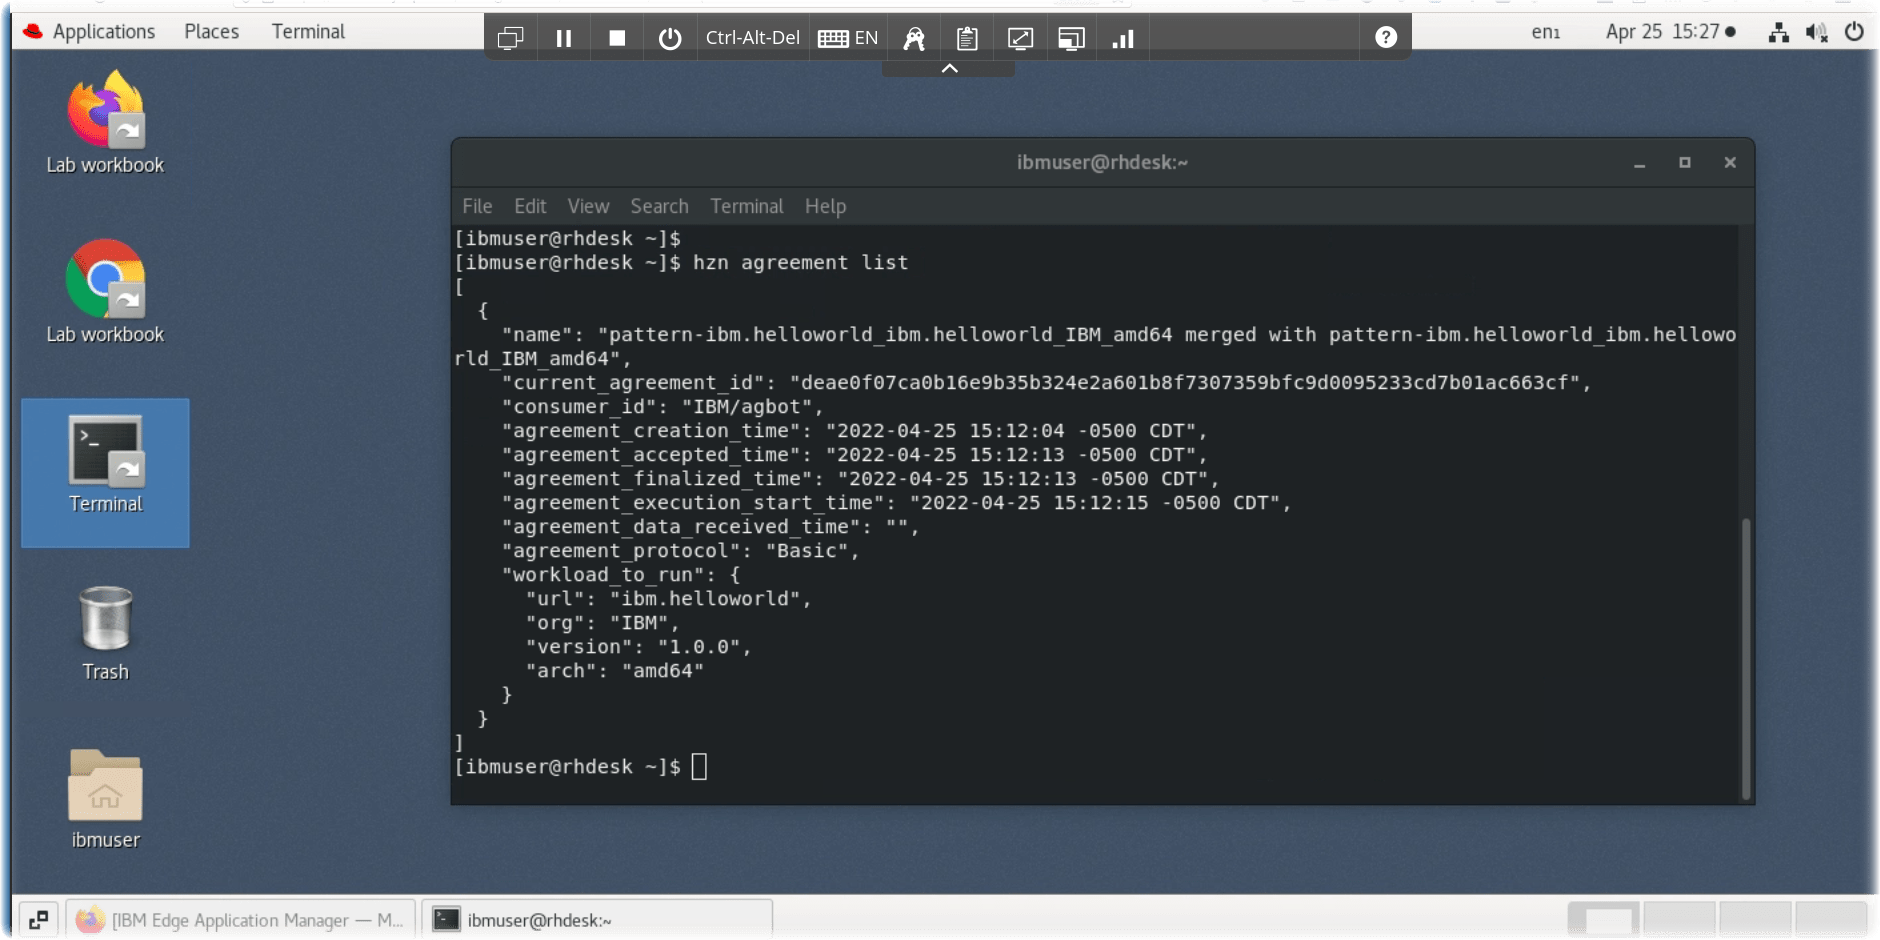 Applications Places Terminal
Ctrl-Alt-Del EN
en₁ Apr 25 15:27
Lab workbook
Lab workbook
Terminal
Trash
ibmuser
ibmuser@rhdesk:~
File Edit View Search Terminal Help
[ibmuser@rhdesk ~]$
[ibmuser@rhdesk ~]$ hzn agreement list
[
  {
    "name": "pattern-ibm.helloworld_ibm.helloworld_IBM_amd64 merged with pattern-ibm.helloworld_ibm.hellowo
rld_IBM_amd64",
    "current_agreement_id": "deae0f07ca0b16e9b35b324e2a601b8f7307359bfc9d0095233cd7b01ac663cf",
    "consumer_id": "IBM/agbot",
    "agreement_creation_time": "2022-04-25 15:12:04 -0500 CDT",
    "agreement_accepted_time": "2022-04-25 15:12:13 -0500 CDT",
    "agreement_finalized_time": "2022-04-25 15:12:13 -0500 CDT",
    "agreement_execution_start_time": "2022-04-25 15:12:15 -0500 CDT",
    "agreement_data_received_time": "",
    "agreement_protocol": "Basic",
    "workload_to_run": {
      "url": "ibm.helloworld",
      "org": "IBM",
      "version": "1.0.0",
      "arch": "amd64"
    }
  }
]
[ibmuser@rhdesk ~]$
[IBM Edge Application Manager — M...
ibmuser@rhdesk:~